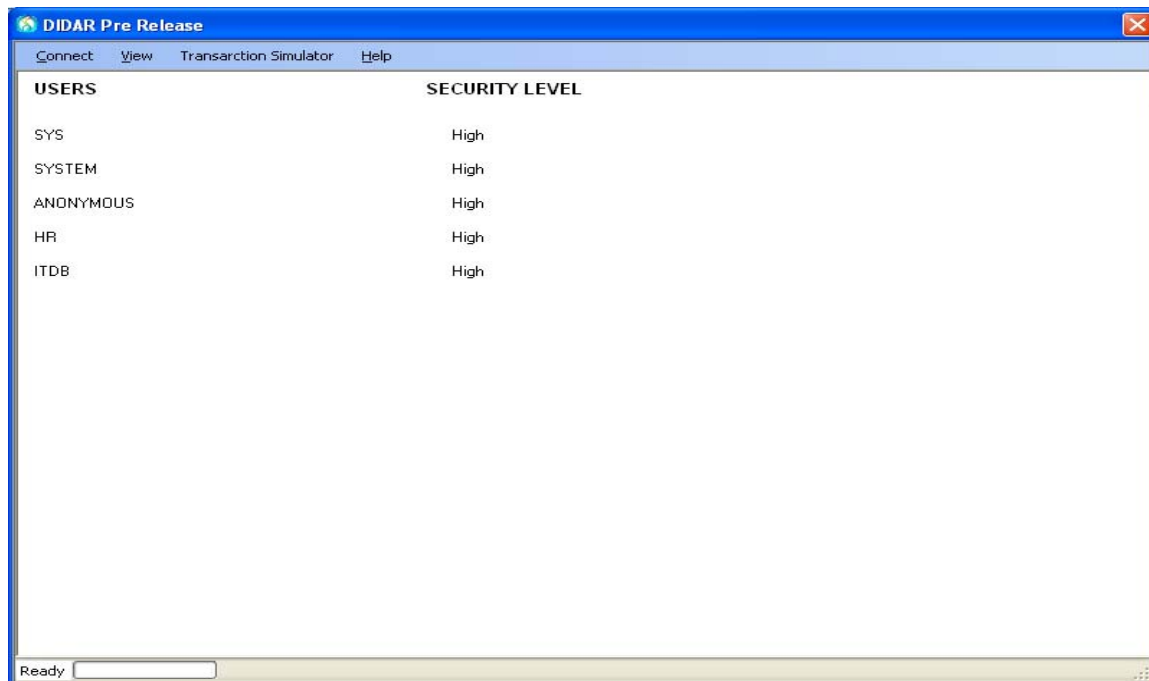 DIDAR Pre Release
Connect View Transarction Simulator Help
USERS SECURITY LEVEL
SYS High
SYSTEM High
ANONYMOUS High
HR High
ITDB High
Ready